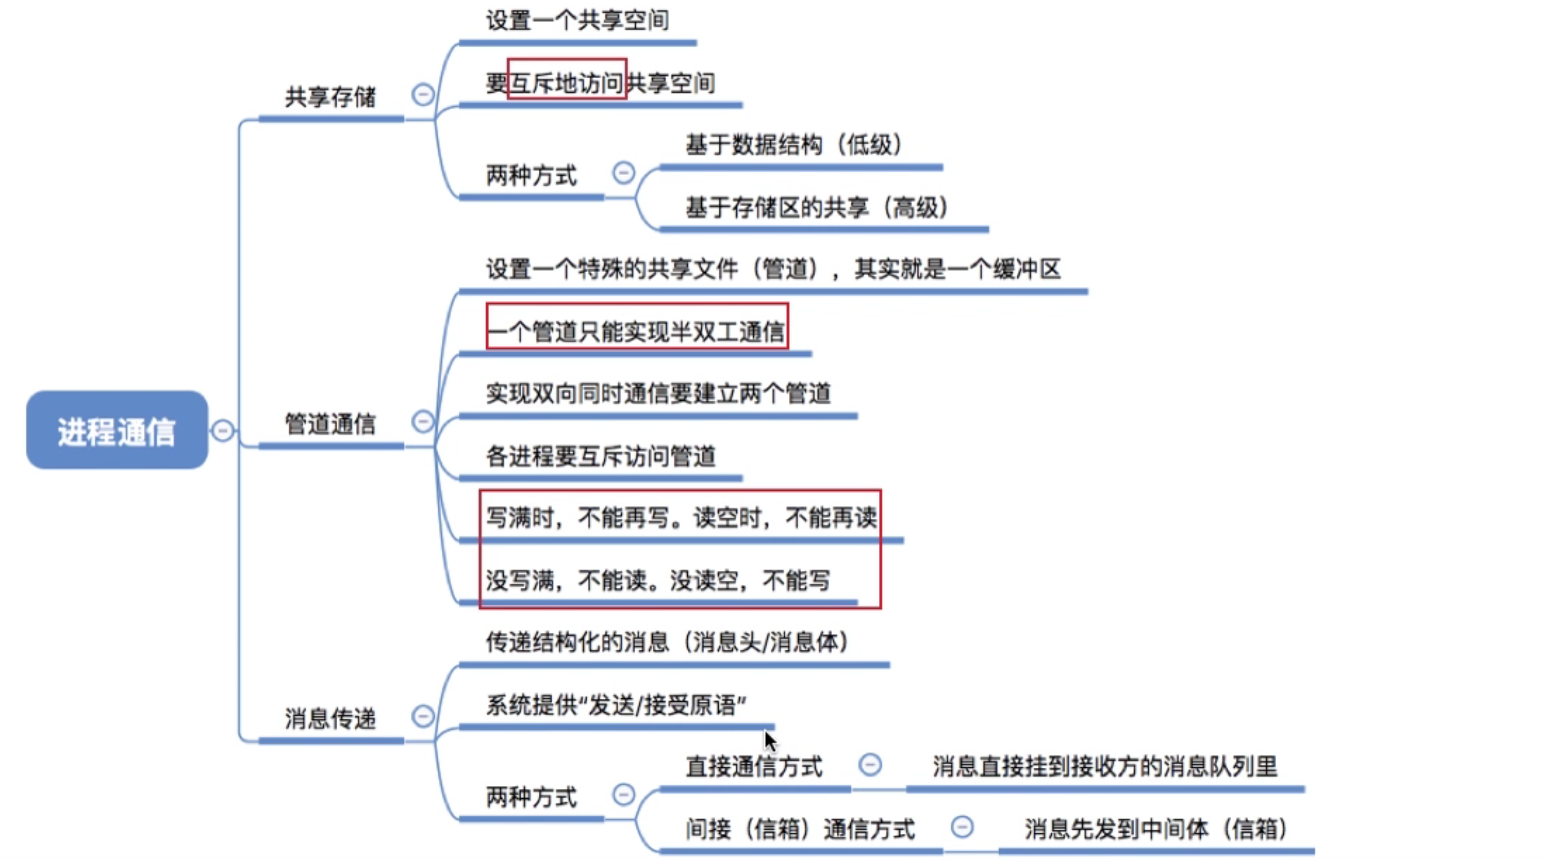 进程通信
共享存储
设置一个共享空间
要互斥地访问共享空间
两种方式
基于数据结构（低级）
基于存储区的共享（高级）
管道通信
设置一个特殊的共享文件（管道），其实就是一个缓冲区
一个管道只能实现半双工通信
实现双向同时通信要建立两个管道
各进程要互斥访问管道
写满时，不能再写。读空时，不能再读
没写满，不能读。没读空，不能写
消息传递
传递结构化的消息（消息头/消息体）
系统提供“发送/接受原语”
两种方式
直接通信方式
消息直接挂到接收方的消息队列里
间接（信箱）通信方式
消息先发到中间体（信箱）